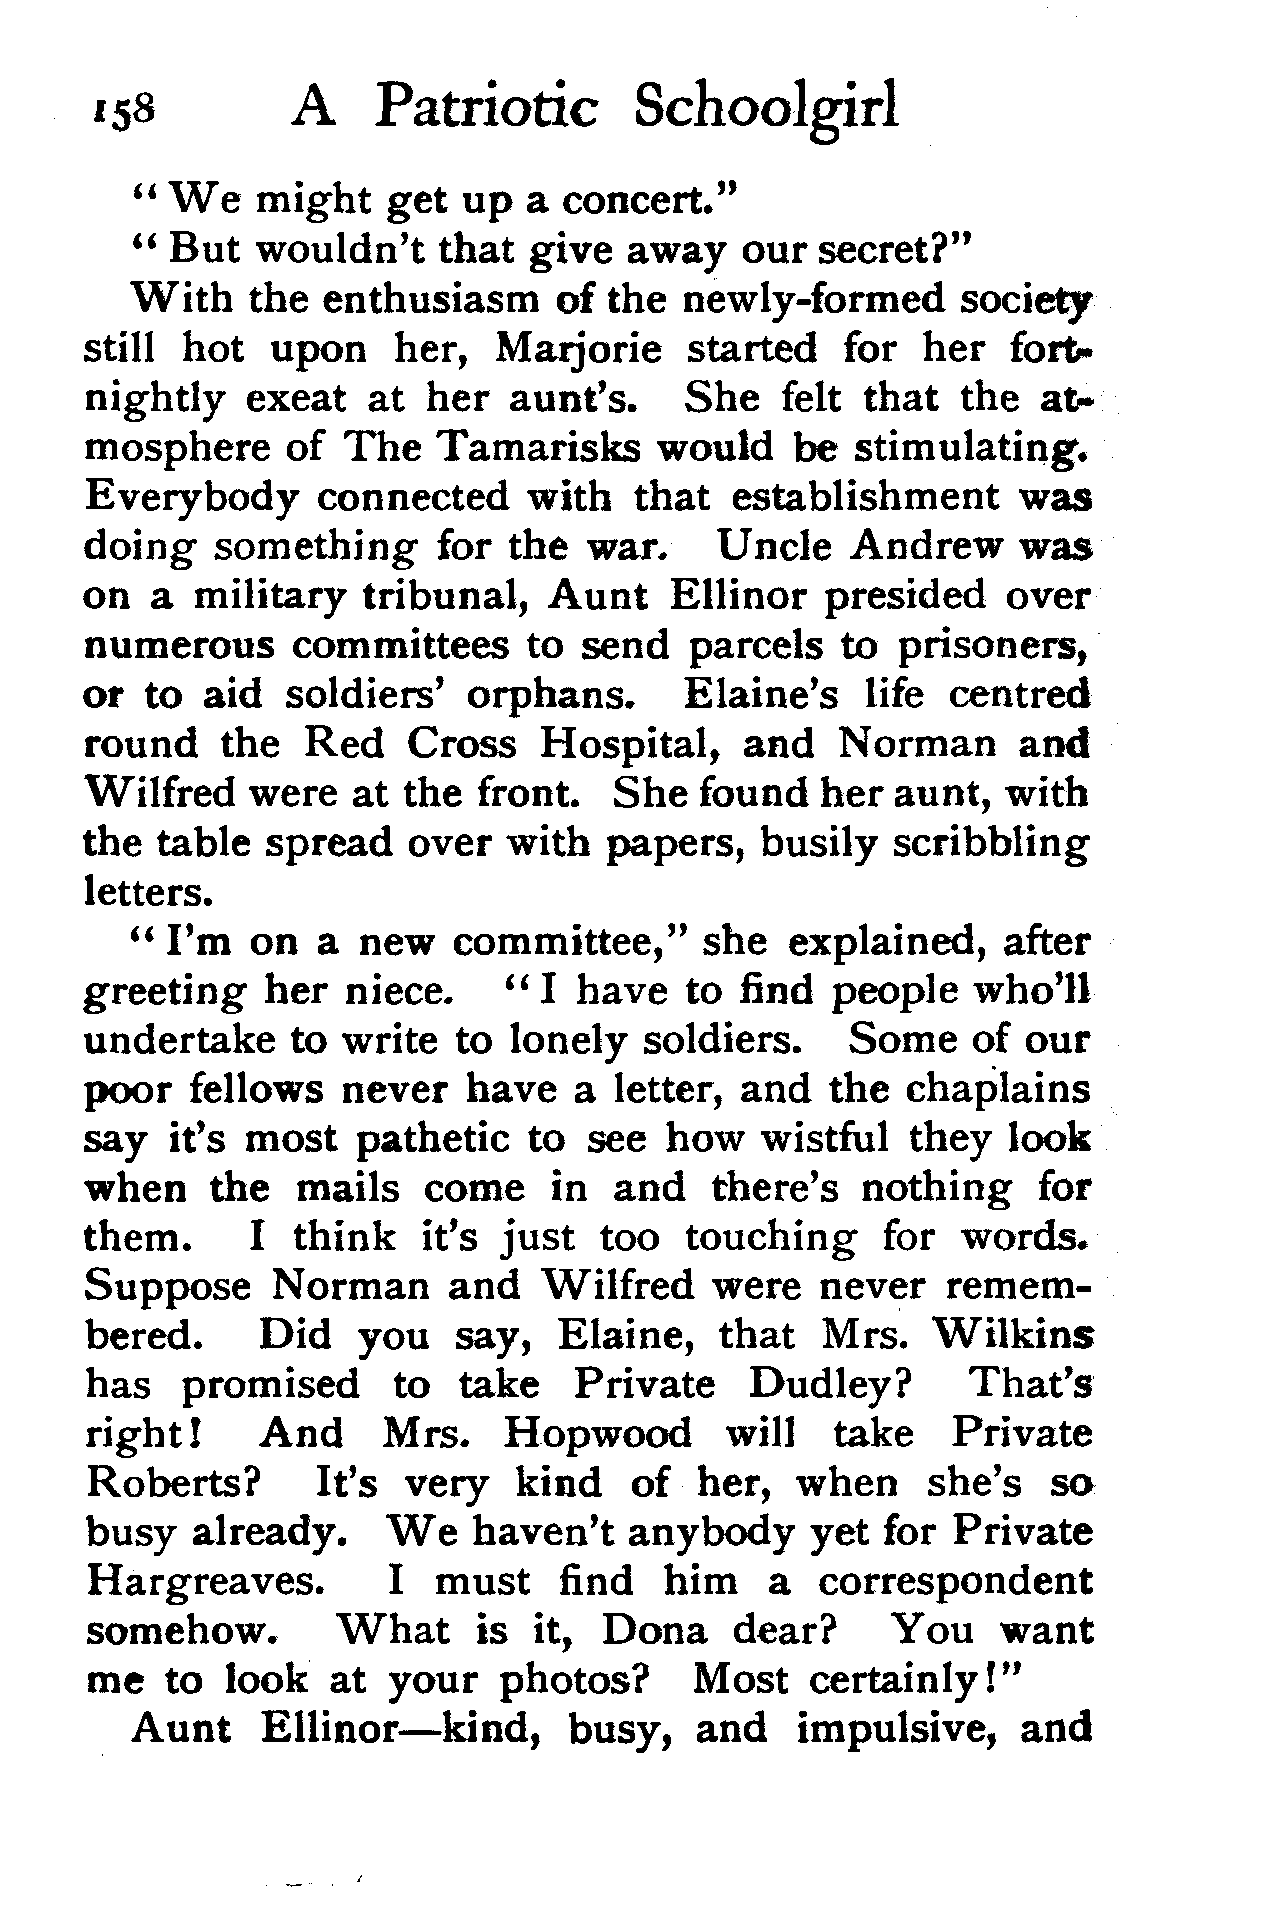 158 A Patriotic Schoolgirl
"We might get up a concert."
"But wouldn't that give away our secret?"
With the enthusiasm of the newly-formed society
still hot upon her, Marjorie started for her fort-
nightly exeat at her aunt's. She felt that the at-
mosphere of The Tamarisks would be stimulating.
Everybody connected with that establishment was
doing something for the war. Uncle Andrew was
on a military tribunal, Aunt Ellinor presided over
numerous committees to send parcels to prisoners,
or to aid soldiers' orphans. Elaine's life centred
round the Red Cross Hospital, and Norman and
Wilfred were at the front. She found her aunt, with
the table spread over with papers, busily scribbling
letters.
"I'm on a new committee," she explained, after
greeting her niece. "I have to find people who'll
undertake to write to lonely soldiers. Some of our
poor fellows never have a letter, and the chaplains
say it's most pathetic to see how wistful they look
when the mails come in and there's nothing for
them. I think it's just too touching for words.
Suppose Norman and Wilfred were never remem-
bered. Did you say, Elaine, that Mrs. Wilkins
has promised to take Private Dudley? That's
right! And Mrs. Hopwood will take Private
Roberts? It's very kind of her, when she's so
busy already. We haven't anybody yet for Private
Hargreaves. I must find him a correspondent
somehow. What is it, Dona dear? You want
me to look at your photos? Most certainly!"
Aunt Ellinor—kind, busy, and impulsive, and